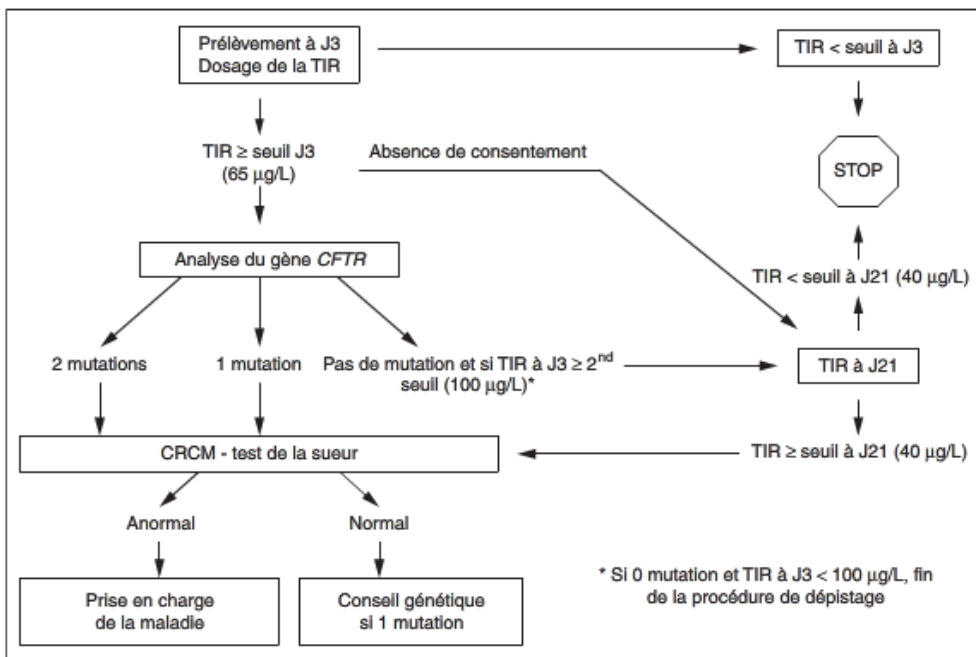 Prélèvement à J3
Dosage de la TIR
TIR < seuil à J3
TIR ≥ seuil J3
(65 µg/L)
Absence de consentement
STOP
Analyse du gène CFTR
TIR < seuil à J21 (40 µg/L)
2 mutations
1 mutation
Pas de mutation et si TIR à J3 ≥ 2nd
seuil (100 µg/L)*
TIR à J21
CRCM - test de la sueur
TIR ≥ seuil à J21 (40 µg/L)
Anormal
Normal
Prise en charge
de la maladie
Conseil génétique
si 1 mutation
* Si 0 mutation et TIR à J3 < 100 µg/L, fin
de la procédure de dépistage